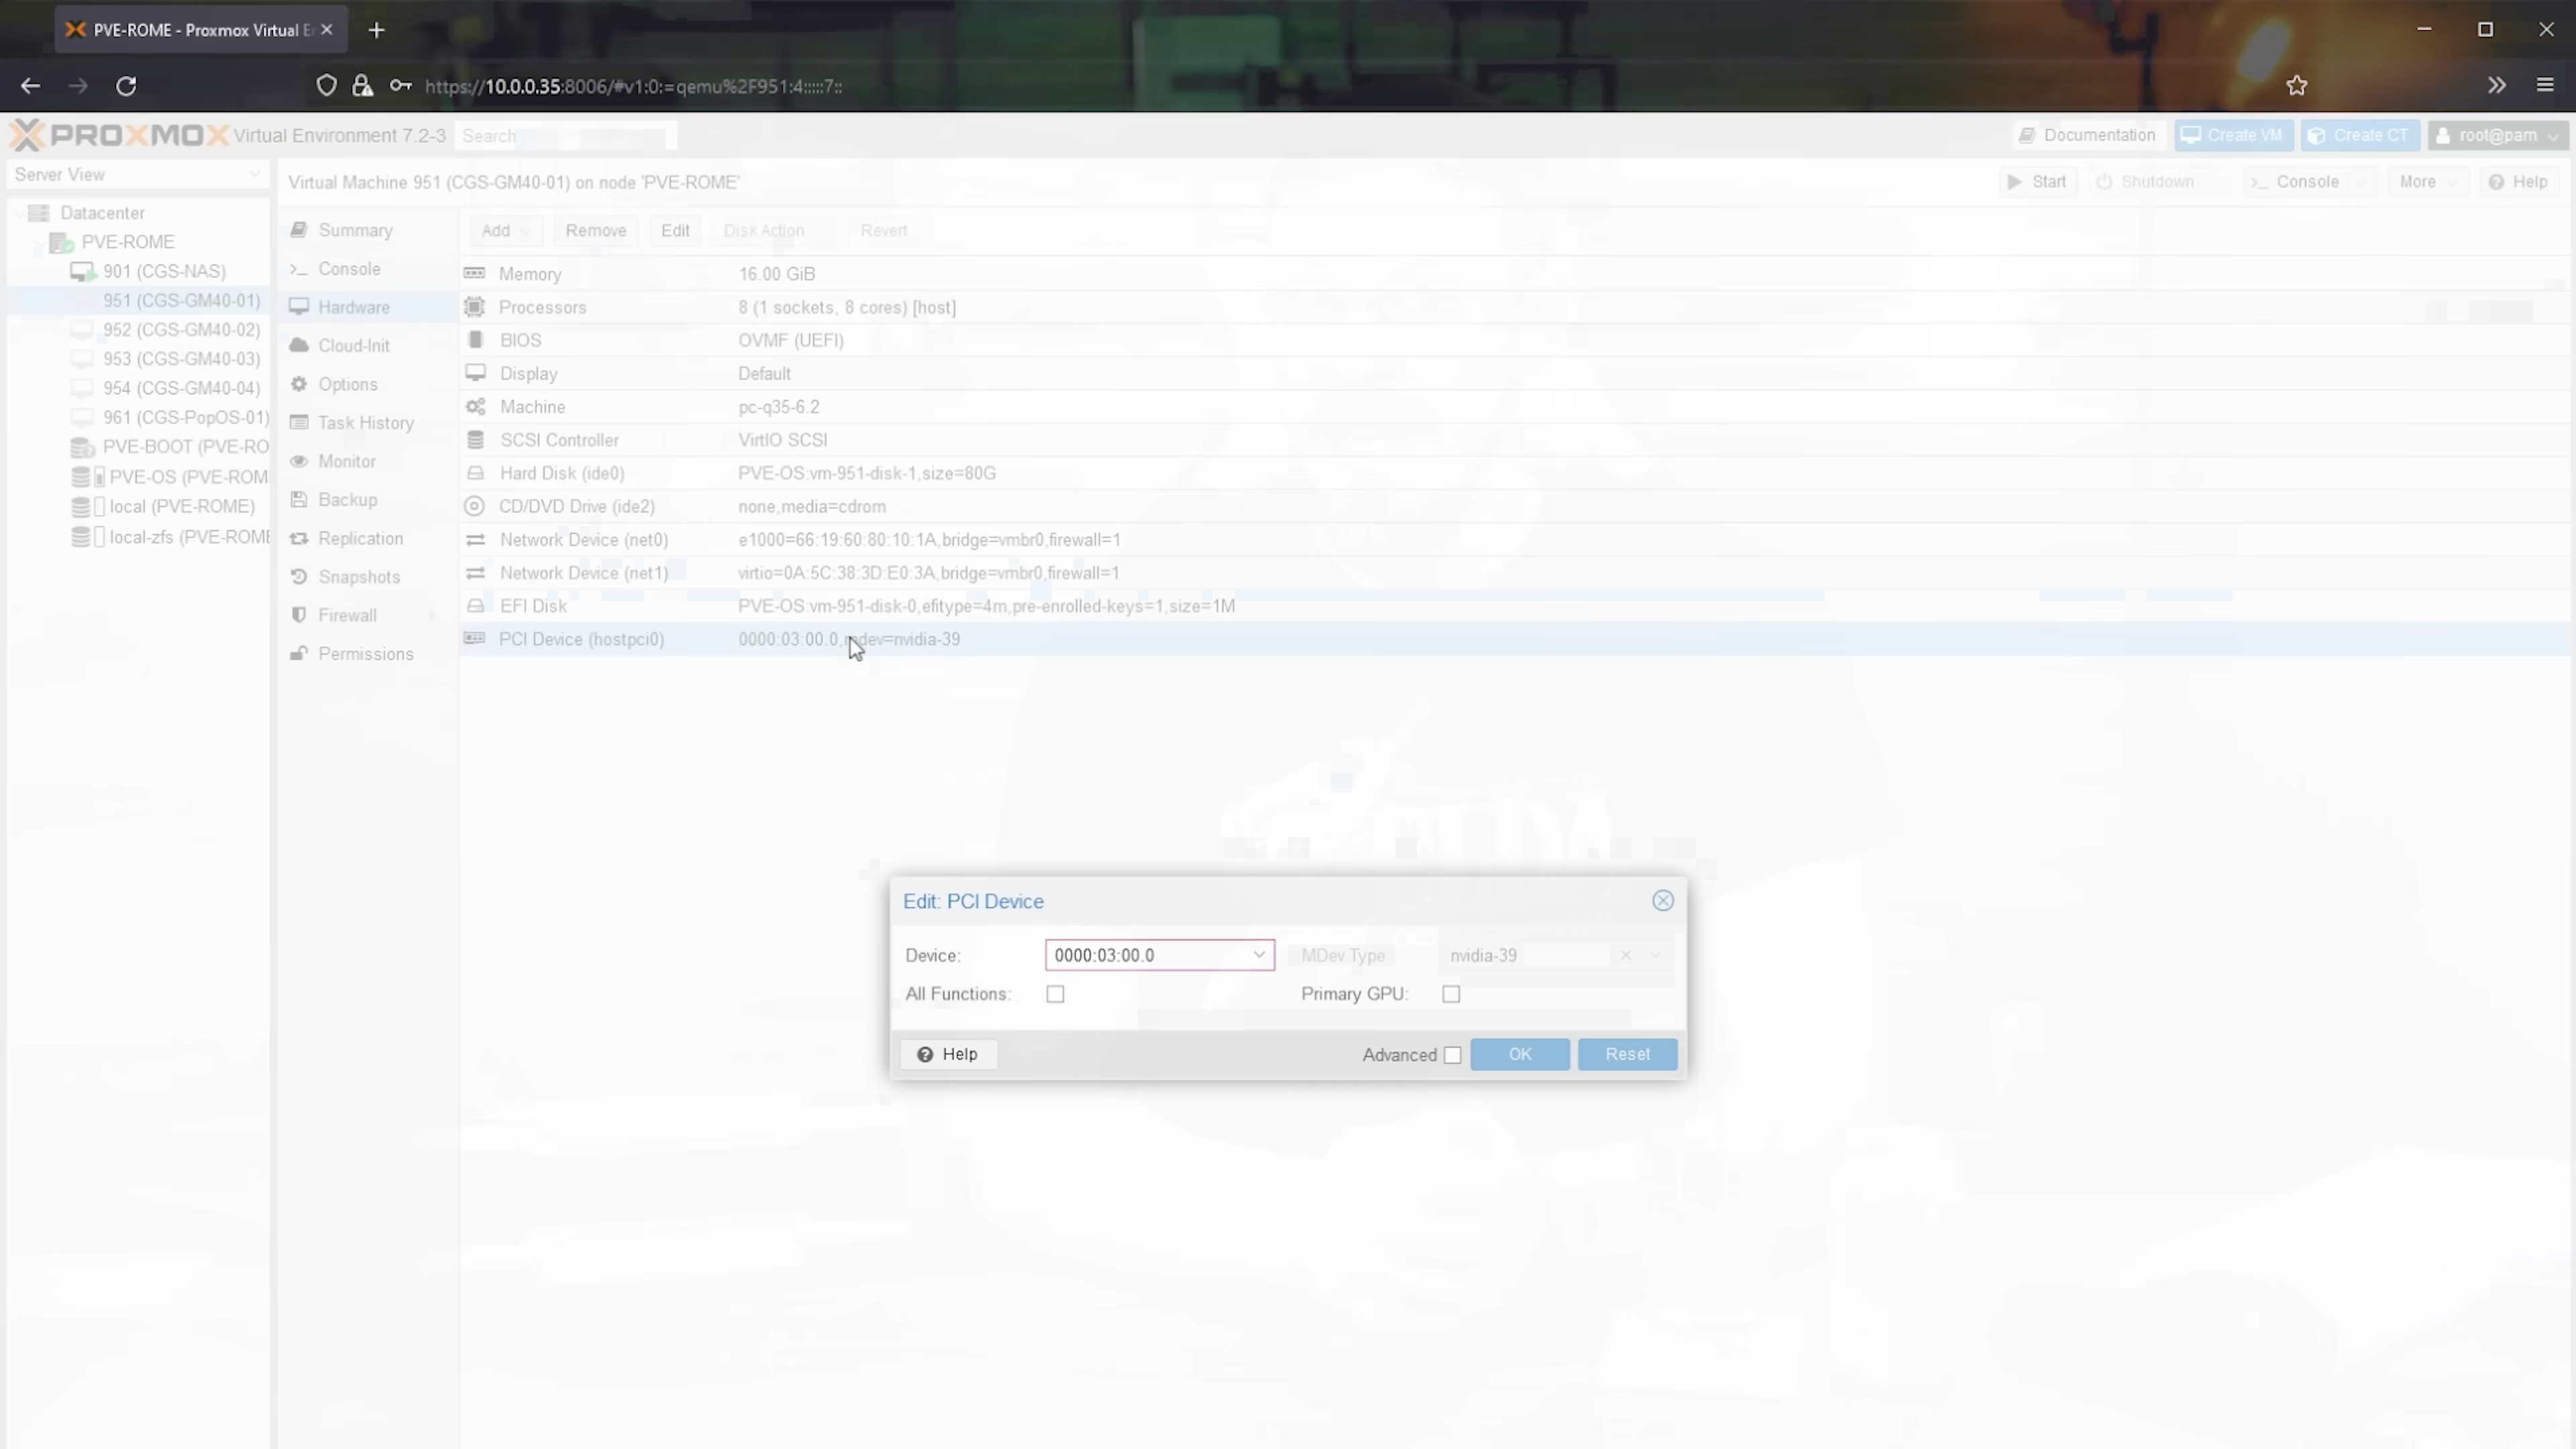 PVE-ROME - Proxmox Virtual E
https://10.0.0.35:8006/#v1:0:=qemu%2F951:4:::::7::
PROXMOX Virtual Environment 7.2-3 Search
Documentation Create VM Create CT root@pam
Server View
Virtual Machine 951 (CGS-GM40-01) on node 'PVE-ROME'
Start Shutdown Console More Help
Datacenter
PVE-ROME
901 (CGS-NAS)
951 (CGS-GM40-01)
952 (CGS-GM40-02)
953 (CGS-GM40-03)
954 (CGS-GM40-04)
961 (CGS-PopOS-01)
PVE-BOOT (PVE-RO
PVE-OS (PVE-ROM
local (PVE-ROME)
local-zfs (PVE-ROME
Summary
Console
Hardware
Cloud-Init
Options
Task History
Monitor
Backup
Replication
Snapshots
Firewall
Permissions
Add Remove Edit Disk Action Revert
Memory 16.00 GiB
Processors 8 (1 sockets, 8 cores) [host]
BIOS OVMF (UEFI)
Display Default
Machine pc-q35-6.2
SCSI Controller VirtIO SCSI
Hard Disk (ide0) PVE-OS:vm-951-disk-1,size=80G
CD/DVD Drive (ide2) none,media=cdrom
Network Device (net0) e1000=66:19:60:80:10:1A,bridge=vmbr0,firewall=1
Network Device (net1) virtio=0A:5C:38:3D:E0:3A,bridge=vmbr0,firewall=1
EFI Disk PVE-OS:vm-951-disk-0,efitype=4m,pre-enrolled-keys=1,size=1M
PCI Device (hostpci0) 0000:03:00.0,mdev=nvidia-39
Edit: PCI Device
Device: 0000:03:00.0 MDev Type nvidia-39
All Functions: Primary GPU:
Help Advanced OK Reset